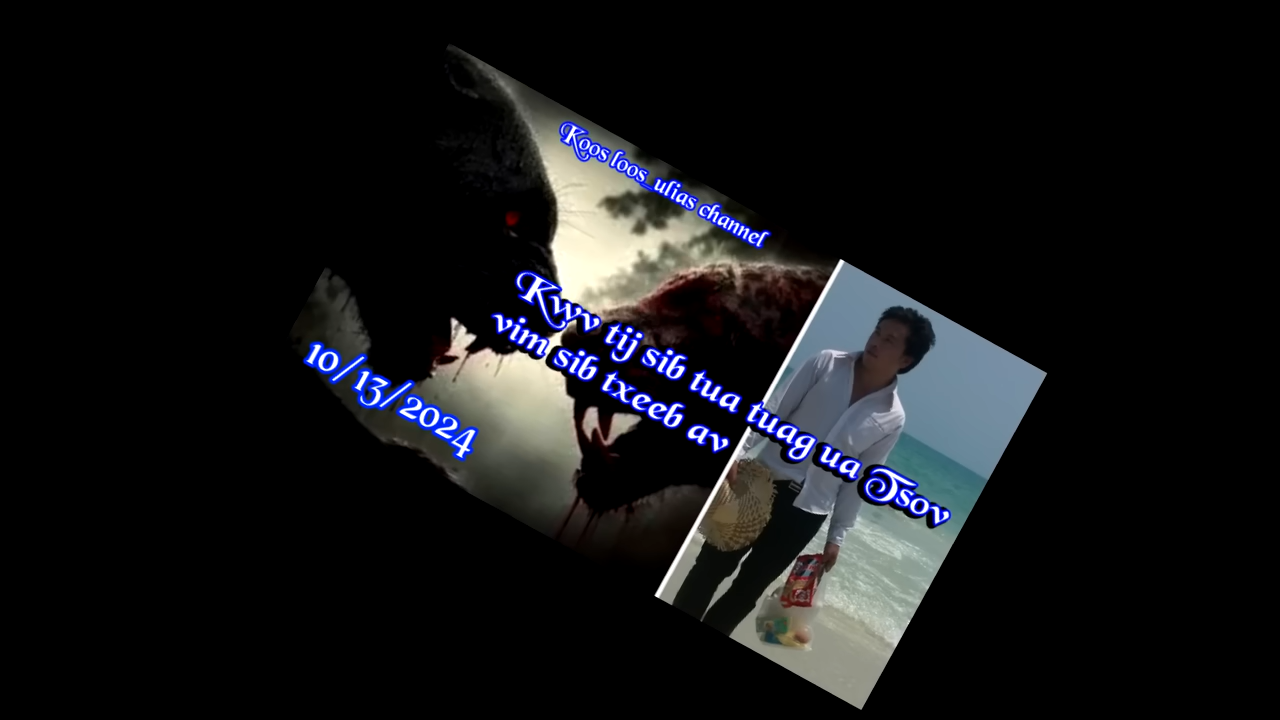 Koos loos_ulias channel
Kwv tij sib tua tuag ua Tsov
vim sib txeeb av
10/13/2024